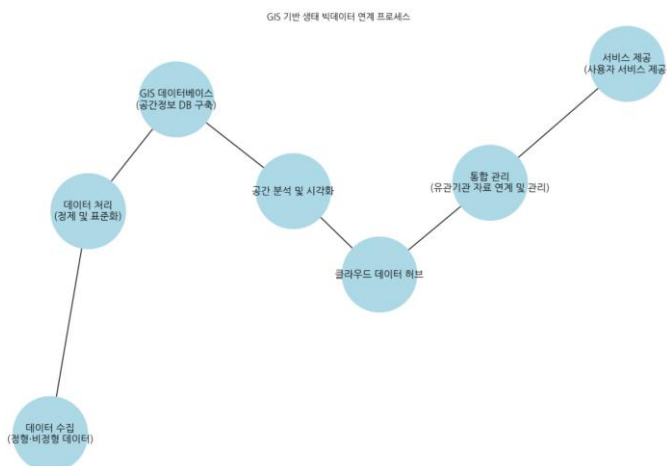 GIS 기반 생태 빅데이터 연계 프로세스
서비스 제공
(사용자 서비스 제공)
GIS 데이터베이스
(공간정보 DB 구축)
통합 관리
(유관기관 자료 연계 및 관리)
공간 분석 및 시각화
데이터 처리
(정제 및 표준화)
클라우드 데이터 허브
데이터 수집
(정형·비정형 데이터)